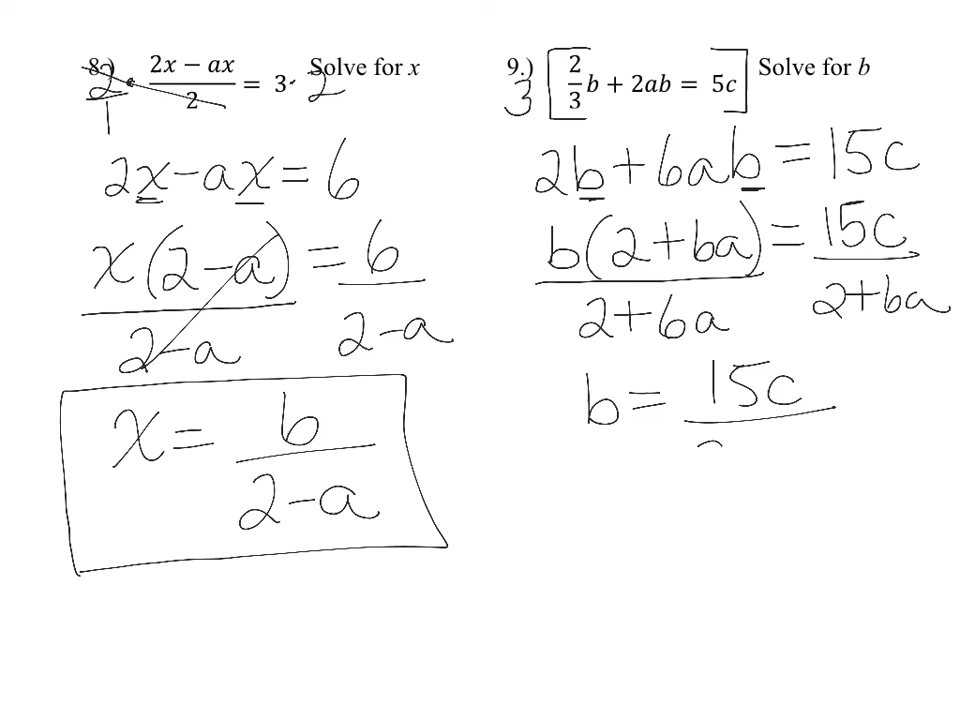 8.) 2/1 • (2x − ax)/2 = 3 · 2 Solve for x
2x − ax = 6
x(2 − a)/(2 − a) = 6/(2 − a)
x = 6/(2 − a)
9.) 3 [ 2/3 b + 2ab = 5c ] Solve for b
2b + 6ab = 15c
b(2 + 6a)/(2 + 6a) = 15c/(2 + 6a)
b = 15c/